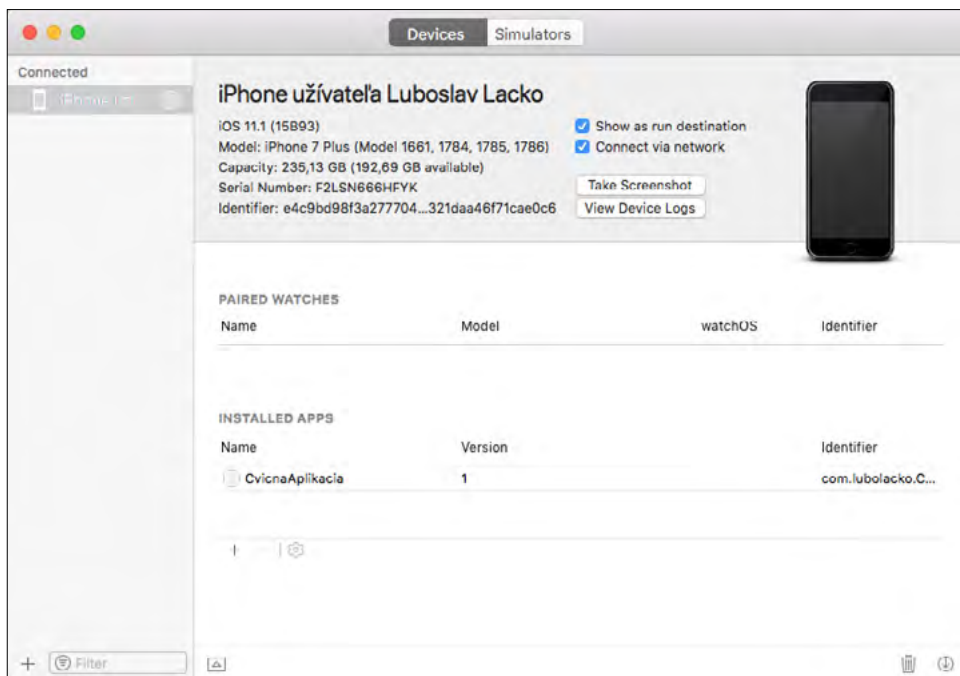 Devices Simulators
Connected
iPhone užívateľa Luboslav Lacko
iOS 11.1 (15B93)
Model: iPhone 7 Plus (Model 1661, 1784, 1785, 1786)
Capacity: 235,13 GB (192,69 GB available)
Serial Number: F2LSN666HFYK
Identifier: e4c9bd98f3a277704...321daa46f71cae0c6
Show as run destination
Connect via network
Take Screenshot
View Device Logs
PAIRED WATCHES
Name Model watchOS Identifier
INSTALLED APPS
Name Version Identifier
CvicnaAplikacia 1 com.lubolacko.C...
Filter